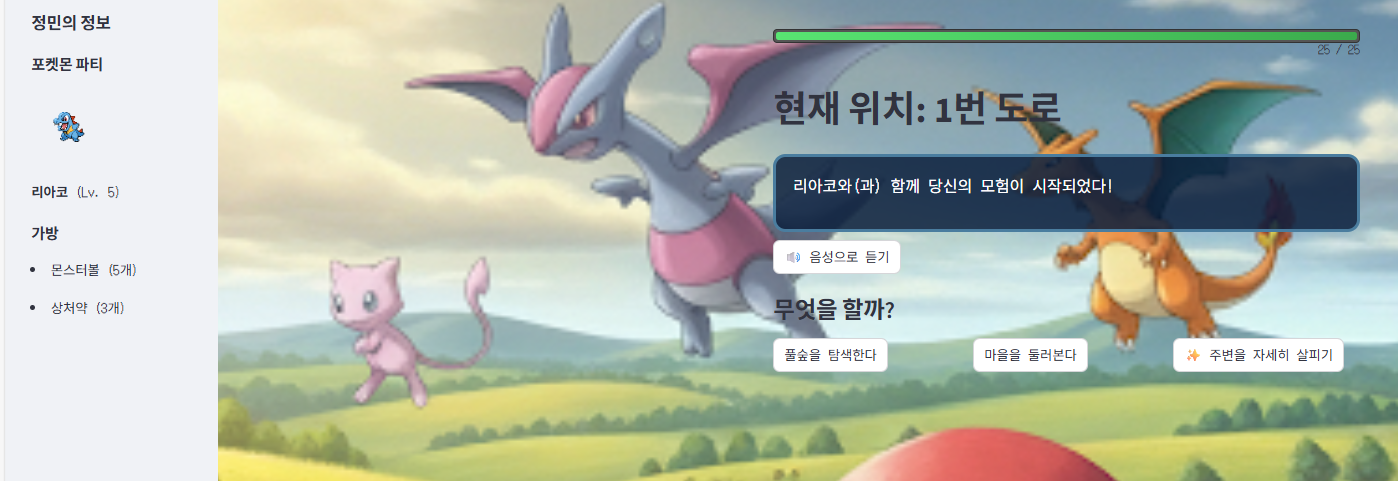 정민의 정보
포켓몬 파티
리아코 (Lv. 5)
가방
몬스터볼 (5개)
상처약 (3개)
25 / 25
현재 위치: 1번 도로
리아코와(과) 함께 당신의 모험이 시작되었다!
음성으로 듣기
무엇을 할까?
풀숲을 탐색한다 마을을 둘러본다 주변을 자세히 살피기